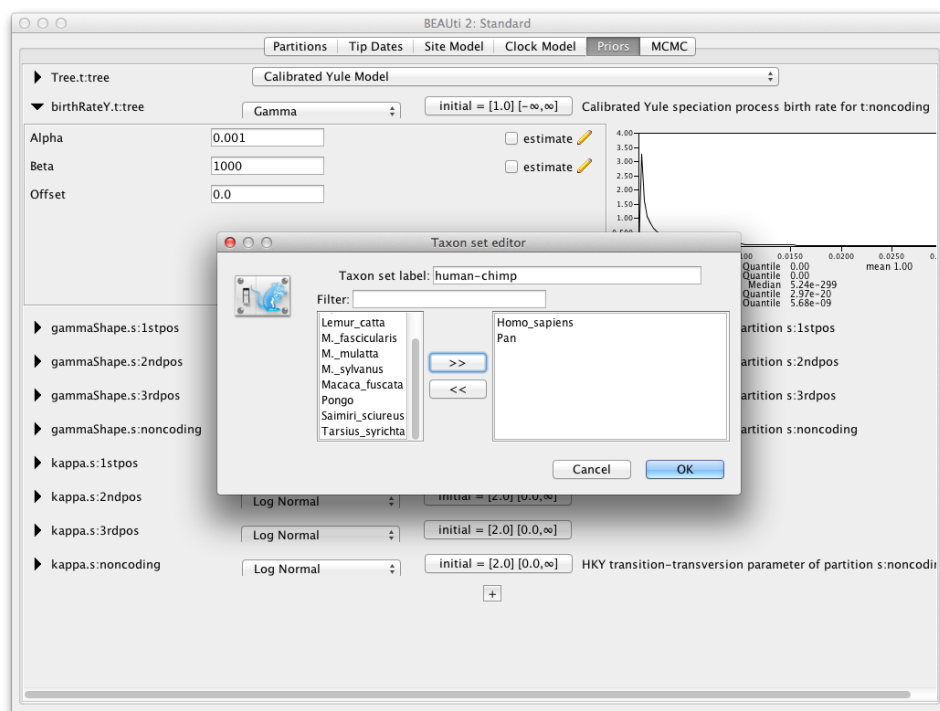 BEAUti 2: Standard
Partitions Tip Dates Site Model Clock Model Priors MCMC
Tree.t:tree Calibrated Yule Model
birthRateY.t:tree Gamma initial = [1.0] [-∞,∞] Calibrated Yule speciation process birth rate for t:noncoding
Alpha 0.001 estimate
Beta 1000 estimate
Offset 0.0
4.00
3.50
3.00
2.50
2.00
1.50
1.00
0.0150 0.0200 0.0250 0.
Quantile 0.00 mean 1.00
Quantile 0.00
Median 5.24e-299
Quantile 2.97e-20
Quantile 5.68e-09
Taxon set editor
Taxon set label: human-chimp
Filter:
Lemur_catta
M._fascicularis
M._mulatta
M._sylvanus
Macaca_fuscata
Pongo
Saimiri_sciureus
Tarsius_syrichta
>>
<<
Homo_sapiens
Pan
Cancel OK
gammaShape.s:1stpos artition s:1stpos
gammaShape.s:2ndpos artition s:2ndpos
gammaShape.s:3rdpos artition s:3rdpos
gammaShape.s:noncoding artition s:noncoding
kappa.s:1stpos
kappa.s:2ndpos Log Normal initial = [2.0] [0.0,∞]
kappa.s:3rdpos Log Normal initial = [2.0] [0.0,∞]
kappa.s:noncoding Log Normal initial = [2.0] [0.0,∞] HKY transition-transversion parameter of partition s:noncodin
+